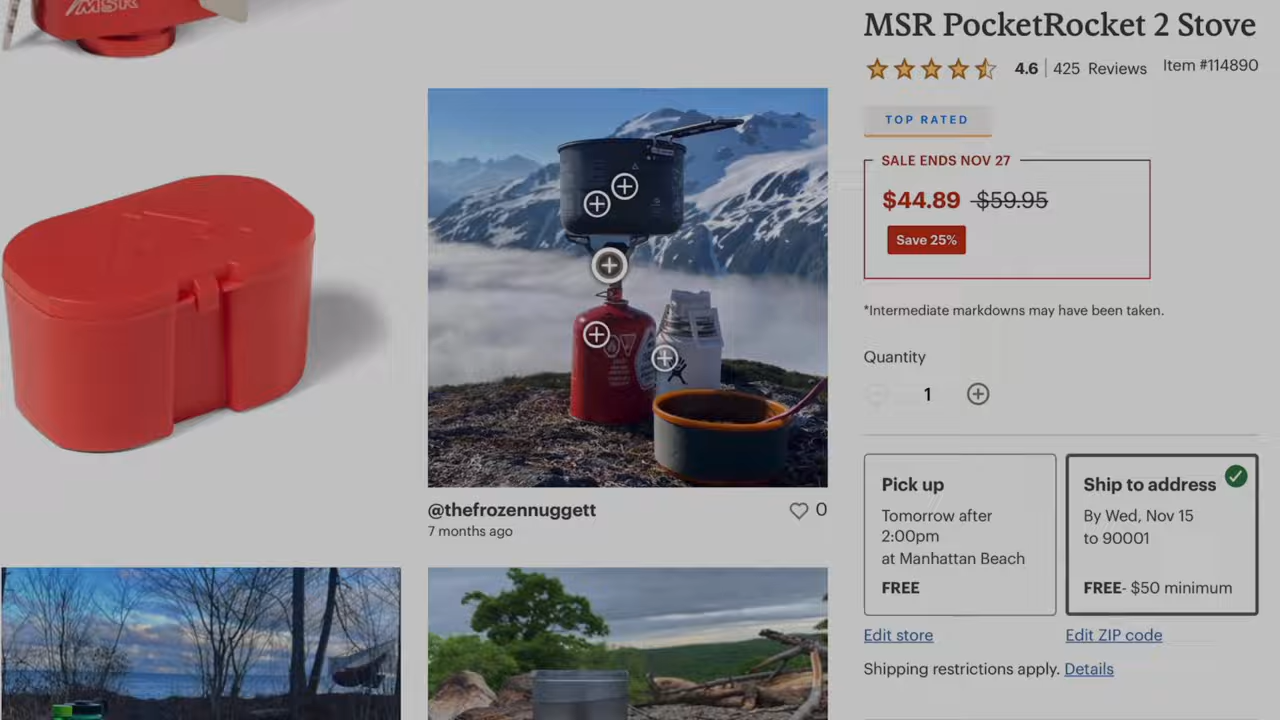 MSR
MSR PocketRocket 2 Stove
4.6 | 425 Reviews Item #114890
TOP RATED
SALE ENDS NOV 27
$44.89 $59.95
Save 25%
*Intermediate markdowns may have been taken.
Quantity
1
Pick up
Tomorrow after
2:00pm
at Manhattan Beach
FREE
Ship to address
By Wed, Nov 15
to 90001
FREE- $50 minimum
Edit store
Edit ZIP code
Shipping restrictions apply. Details
@thefrozennuggett
0
7 months ago